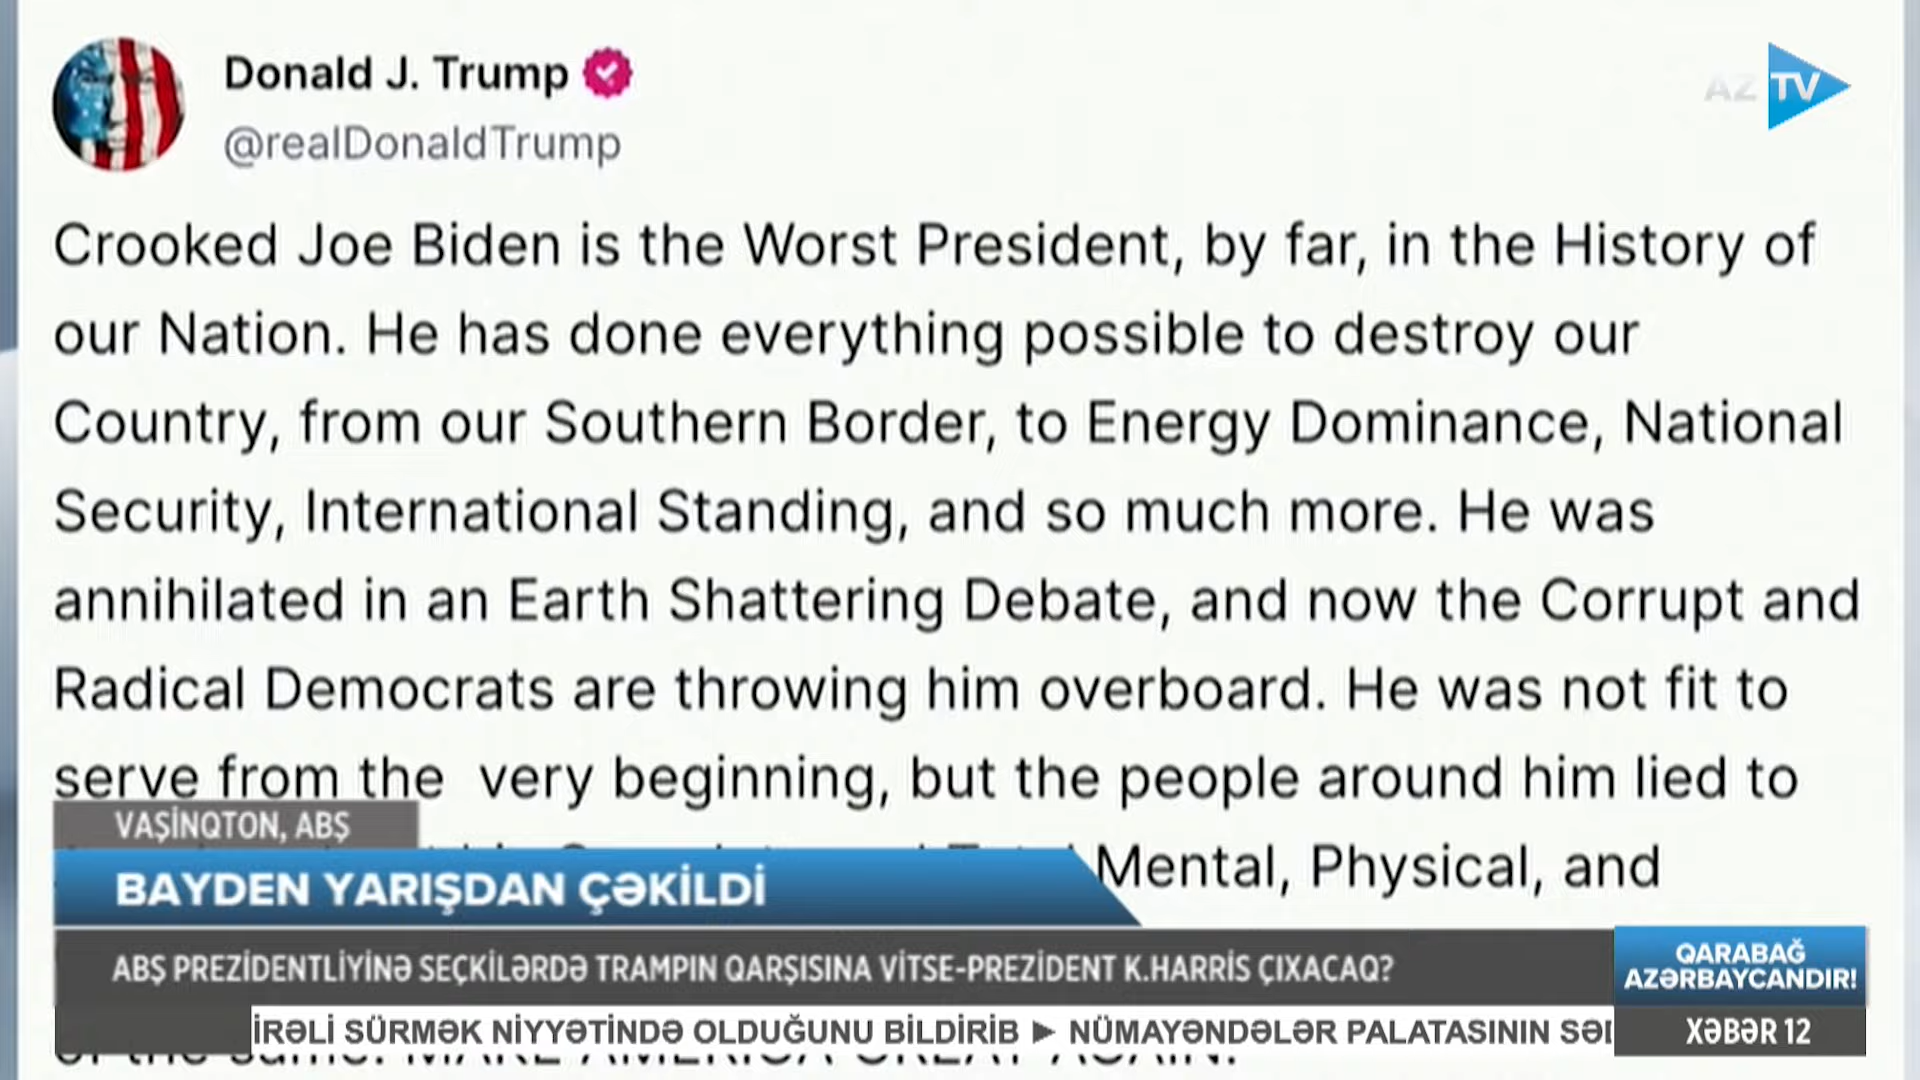 Donald J. Trump
@realDonaldTrump
AZTV
Crooked Joe Biden is the Worst President, by far, in the History of
our Nation. He has done everything possible to destroy our
Country, from our Southern Border, to Energy Dominance, National
Security, International Standing, and so much more. He was
annihilated in an Earth Shattering Debate, and now the Corrupt and
Radical Democrats are throwing him overboard. He was not fit to
serve from the very beginning, but the people around him lied to
Mental, Physical, and
VAŞİNQTON, ABŞ
BAYDEN YARIŞDAN ÇƏKİLDİ
ABŞ PREZİDENTLİYİNƏ SEÇKİLƏRDƏ TRAMPIN QARŞISINA VİTSE-PREZİDENT K.HARRİS ÇIXACAQ?
QARABAĞ
AZƏRBAYCANDIR!
İRƏLİ SÜRMƏK NİYYƏTİNDƏ OLDUĞUNU BİLDİRİB ► NÜMAYƏNDƏLƏR PALATASININ
XƏBƏR 12